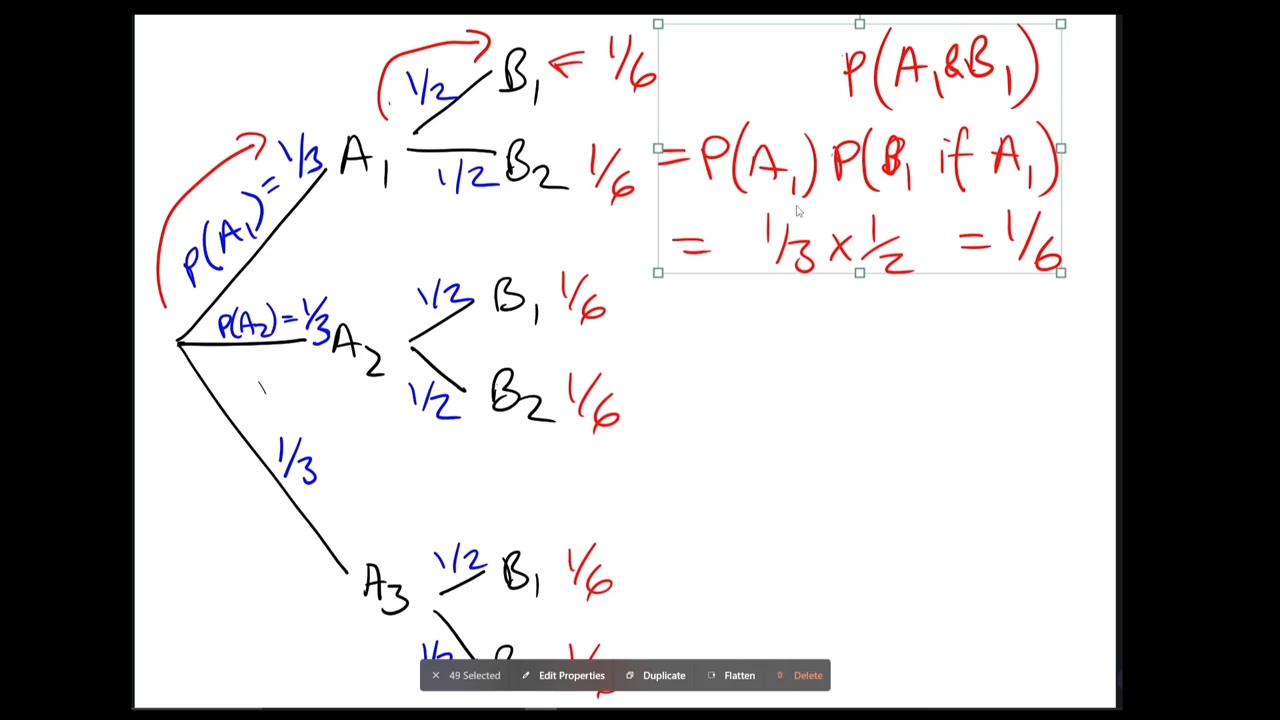 1/2 B1 ← 1/6
P(A1&B1)
P(A1) = 1/3 A1
1/2 B2 1/6
= P(A1) P(B1 if A1)
= 1/3 x 1/2 = 1/6
P(A2) = 1/3 A2
1/2 B1 1/6
1/2 B2 1/6
1/3
A3
1/2 B1 1/6
49 Selected
Edit Properties
Duplicate
Flatten
Delete